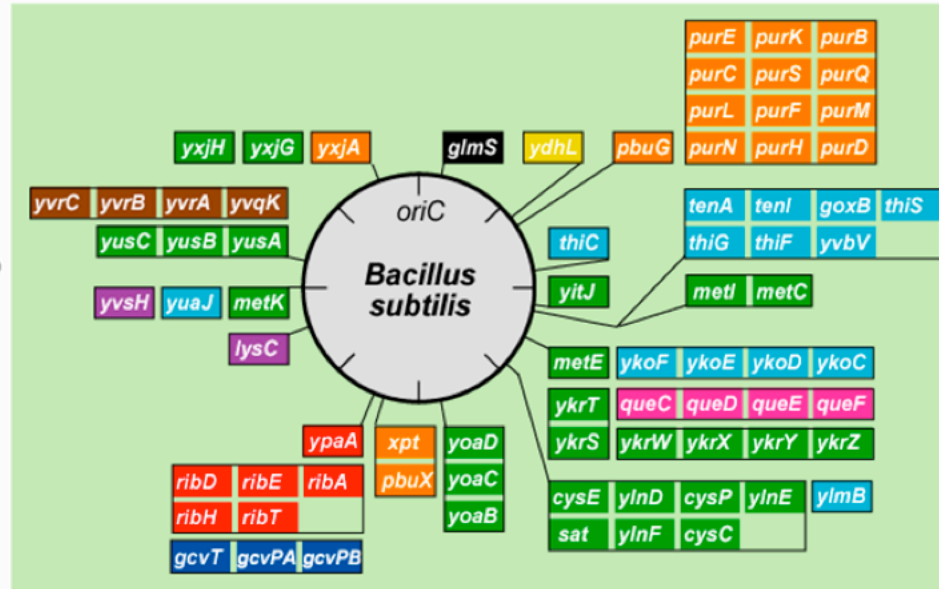 purE purK purB
purC purS purQ
purL purF purM
purN purH purD
yxjH yxjG yxjA
glmS ydhL pbuG
yvrC yvrB yvrA yvqK
yusC yusB yusA
yvsH yuaJ metK
lysC
oriC
Bacillus
subtilis
tenA tenI goxB thiS
thiG thiF yvbV
thiC
yitJ
metI metC
metE ykoF ykoE ykoD ykoC
ykrT queC queD queE queF
ykrS ykrW ykrX ykrY ykrZ
ypaA xpt yoaD
pbuX yoaC
yoaB
ribD ribE ribA
ribH ribT
gcvT gcvPA gcvPB
cysE ylnD cysP ylnE ylmB
sat ylnF cysC